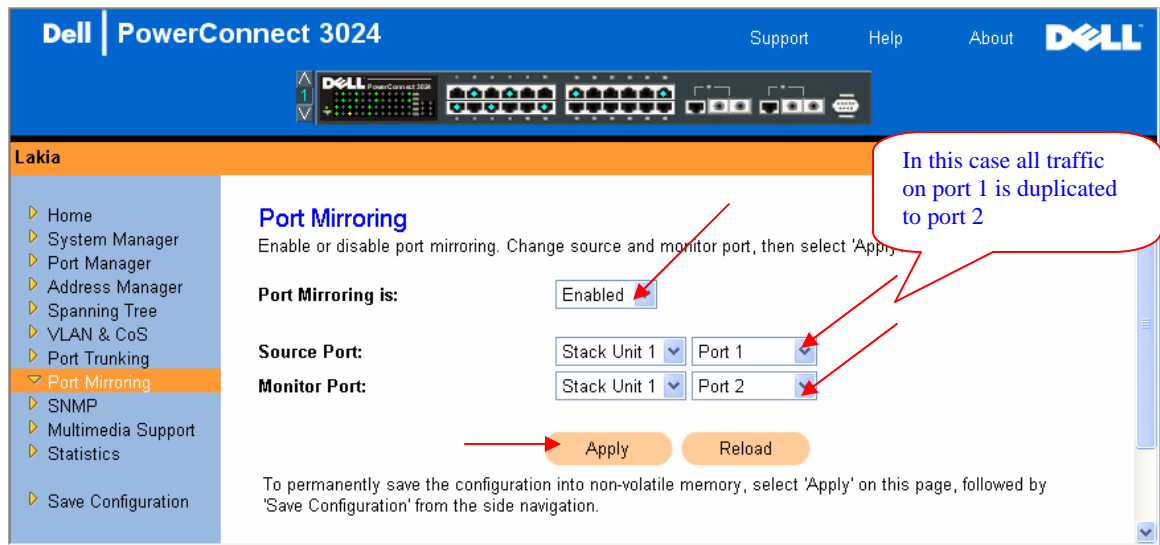 Dell PowerConnect 3024
Support Help About DELL
DELL PowerConnect 3024
1
Lakia
In this case all traffic
on port 1 is duplicated
to port 2
Home
System Manager
Port Manager
Address Manager
Spanning Tree
VLAN & CoS
Port Trunking
Port Mirroring
SNMP
Multimedia Support
Statistics
Save Configuration
Port Mirroring
Enable or disable port mirroring. Change source and monitor port, then select 'Apply'
Port Mirroring is: Enabled
Source Port: Stack Unit 1 Port 1
Monitor Port: Stack Unit 1 Port 2
Apply Reload
To permanently save the configuration into non-volatile memory, select 'Apply' on this page, followed by
'Save Configuration' from the side navigation.